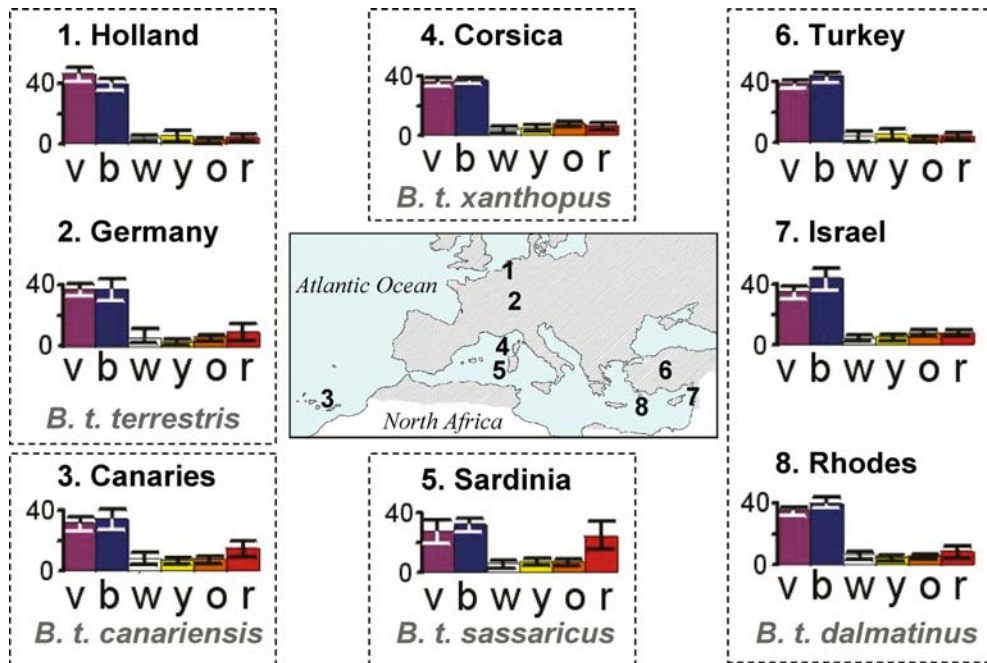 1. Holland
40
0
v b w y o r
2. Germany
40
0
v b w y o r
B. t. terrestris
3. Canaries
40
0
v b w y o r
B. t. canariensis
4. Corsica
40
0
v b w y o r
B. t. xanthopus
Atlantic Ocean
1
2
3
4
5
6
7
8
North Africa
5. Sardinia
40
0
v b w y o r
B. t. sassaricus
6. Turkey
40
0
v b w y o r
7. Israel
40
0
v b w y o r
8. Rhodes
40
0
v b w y o r
B. t. dalmatinus